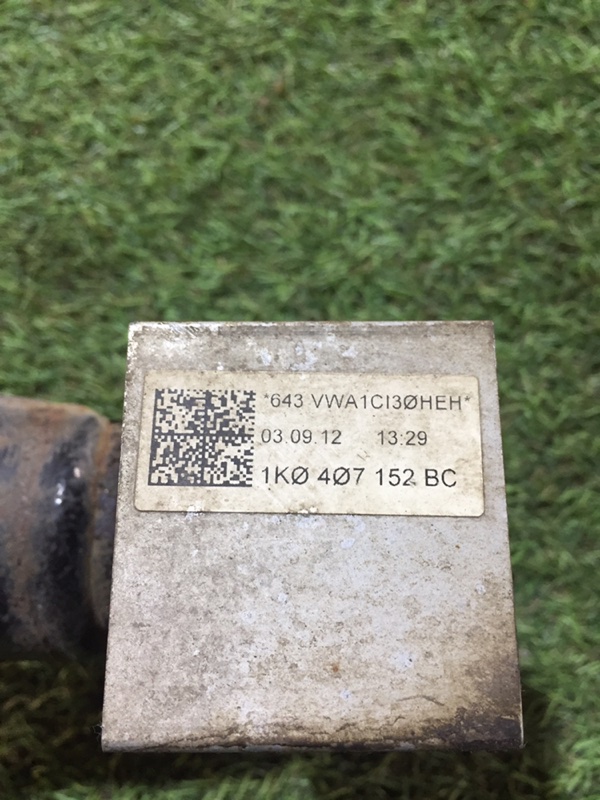 *643 VWA1CI3ØHEH*
03.09.12 13:29
1KØ 4Ø7 152 BC